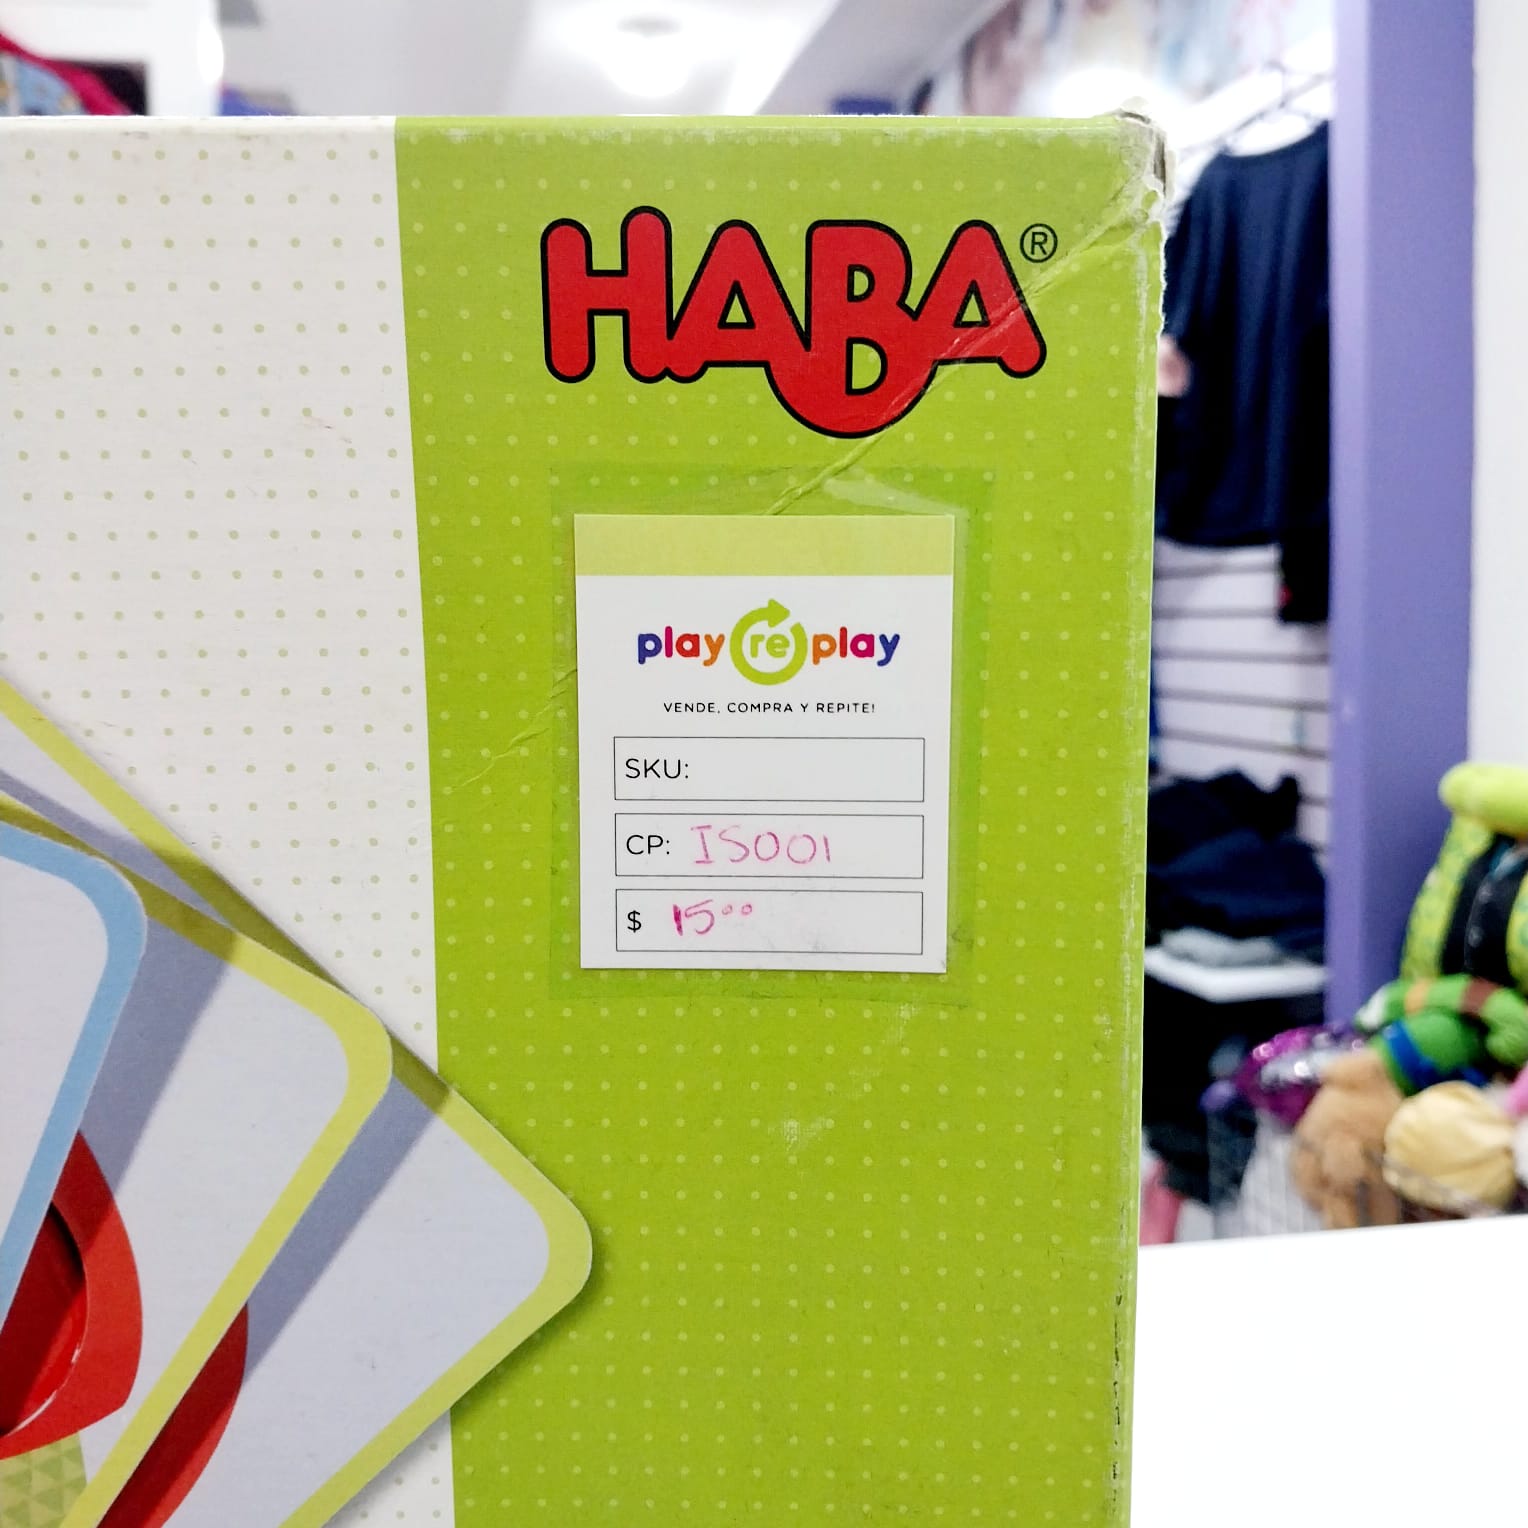 HABA®
play re play
VENDE, COMPRA Y REPITE!
SKU:
CP: IS001
$ 15⁰⁰